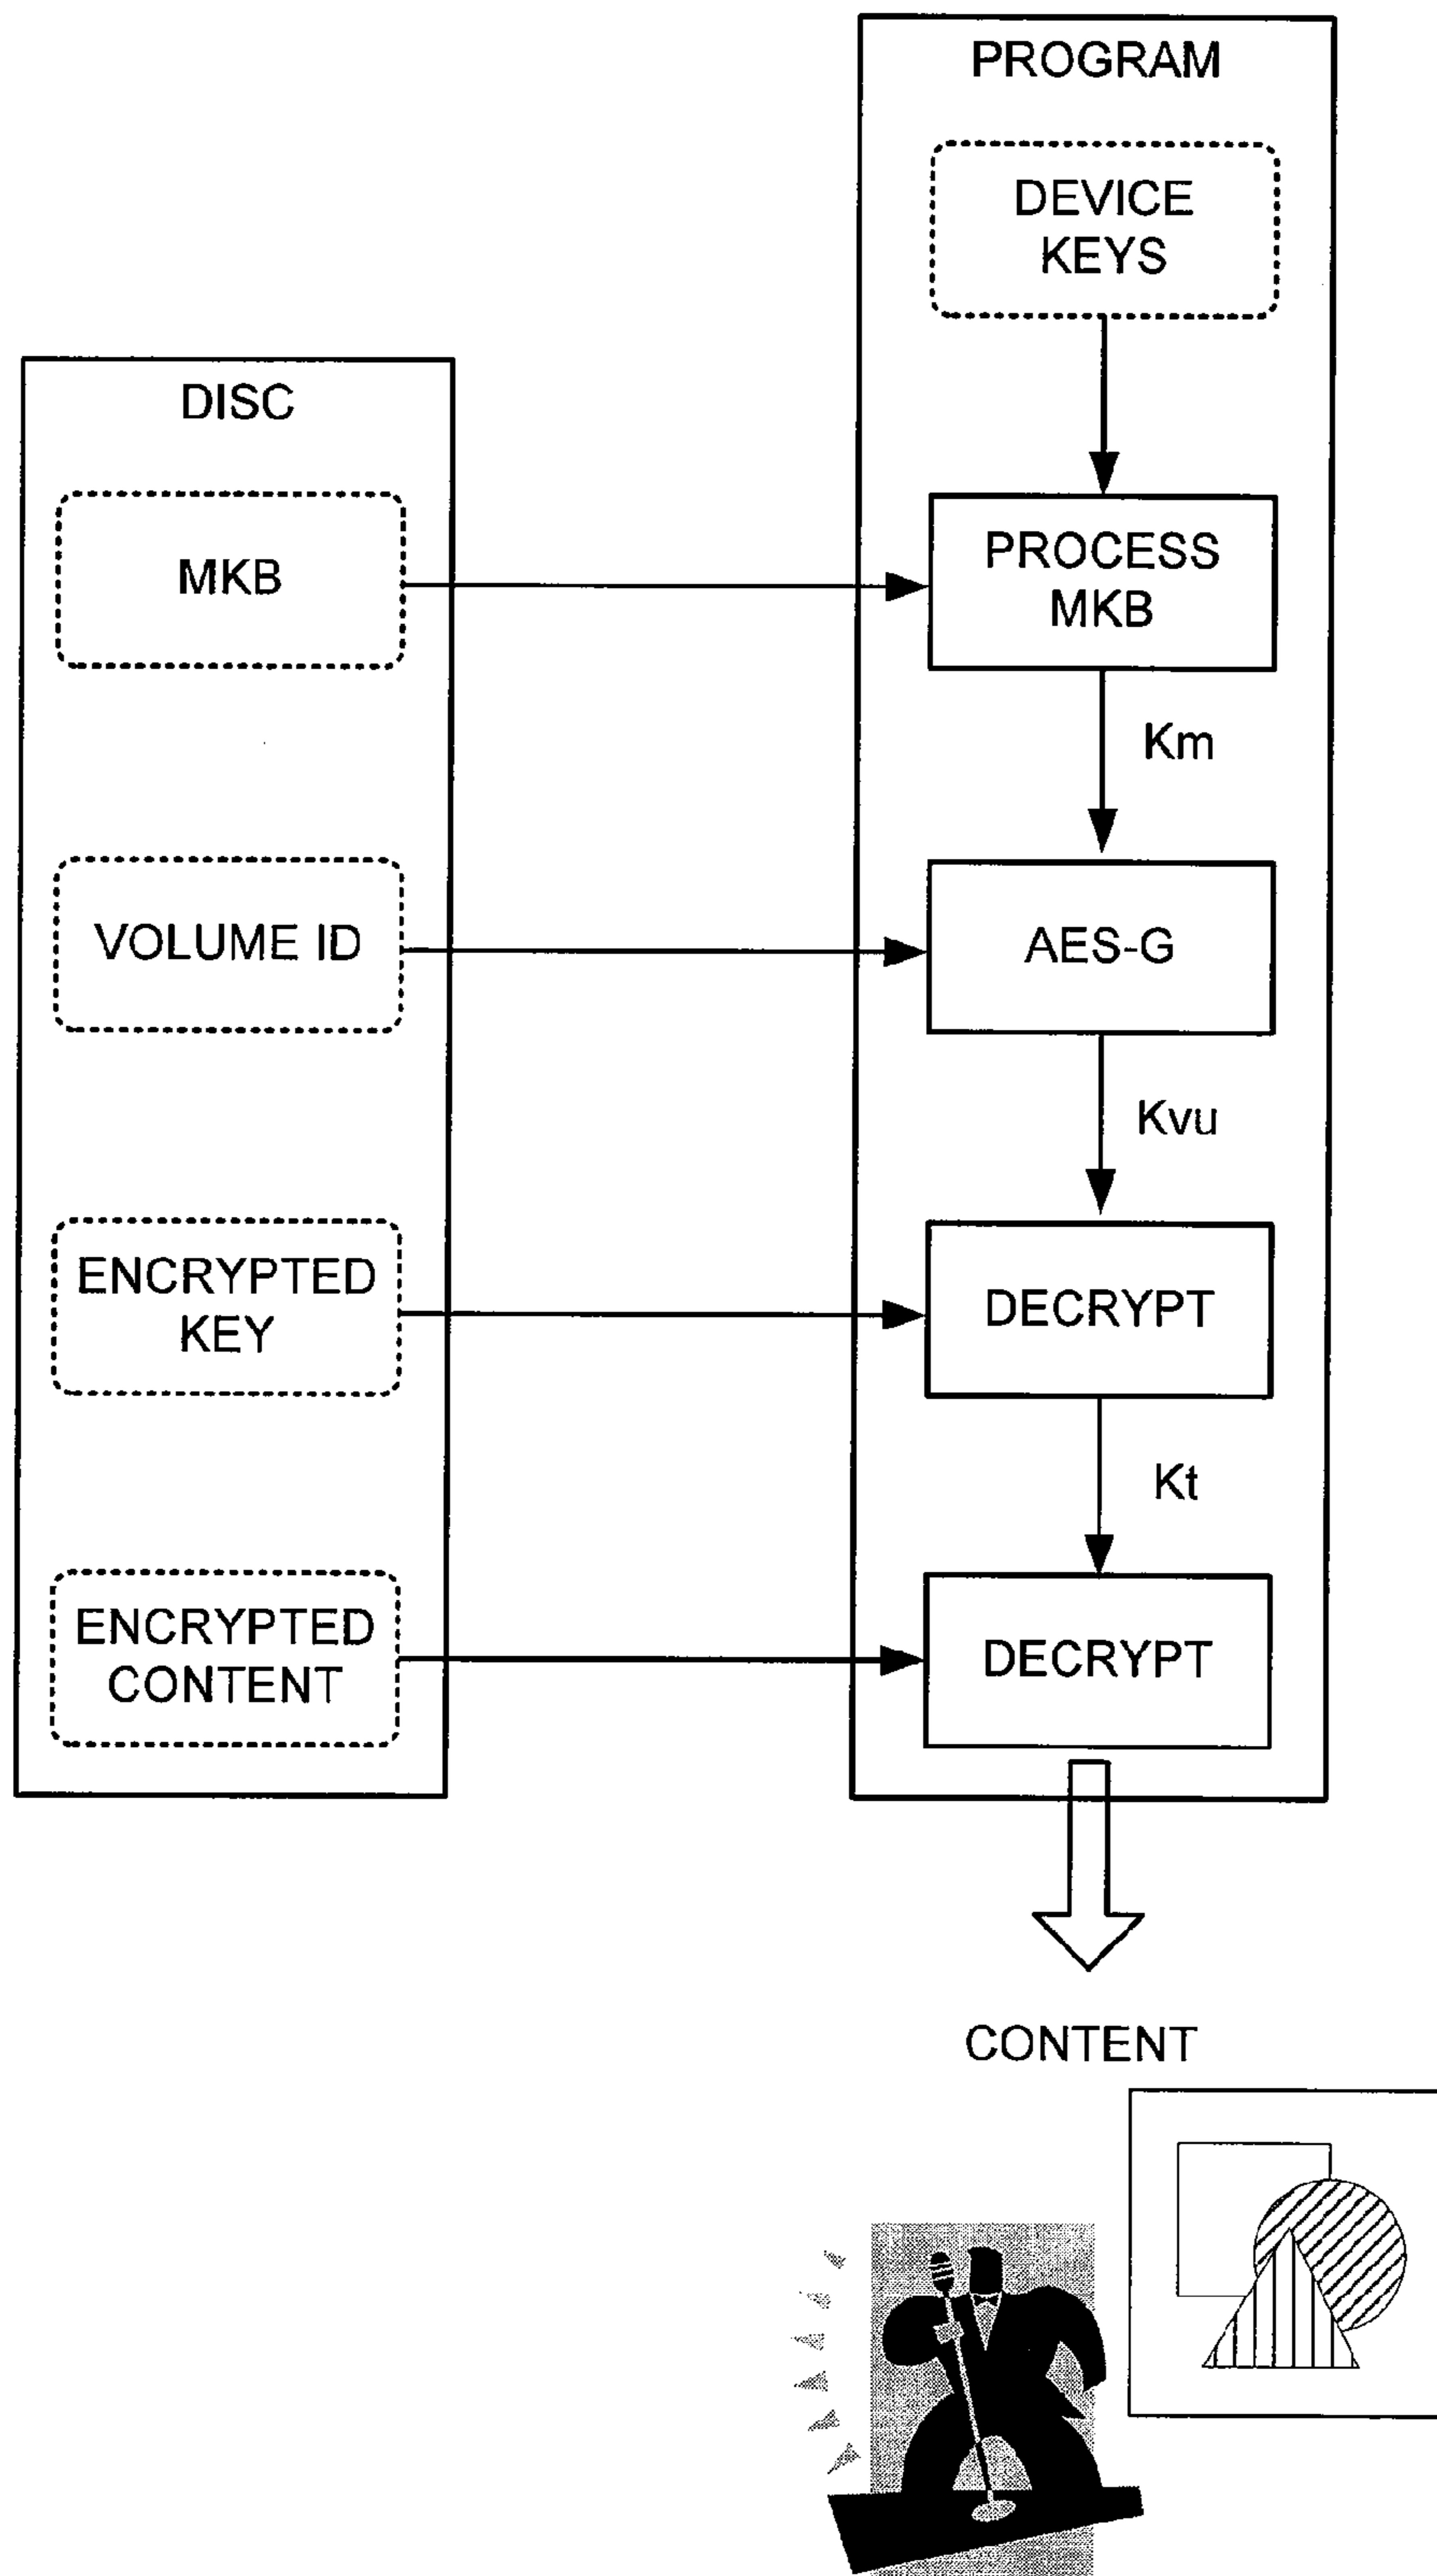 PROGRAM
DEVICE
KEYS
DISC
MKB
PROCESS
MKB
Km
VOLUME ID
AES-G
Kvu
ENCRYPTED
KEY
DECRYPT
Kt
ENCRYPTED
CONTENT
DECRYPT
CONTENT